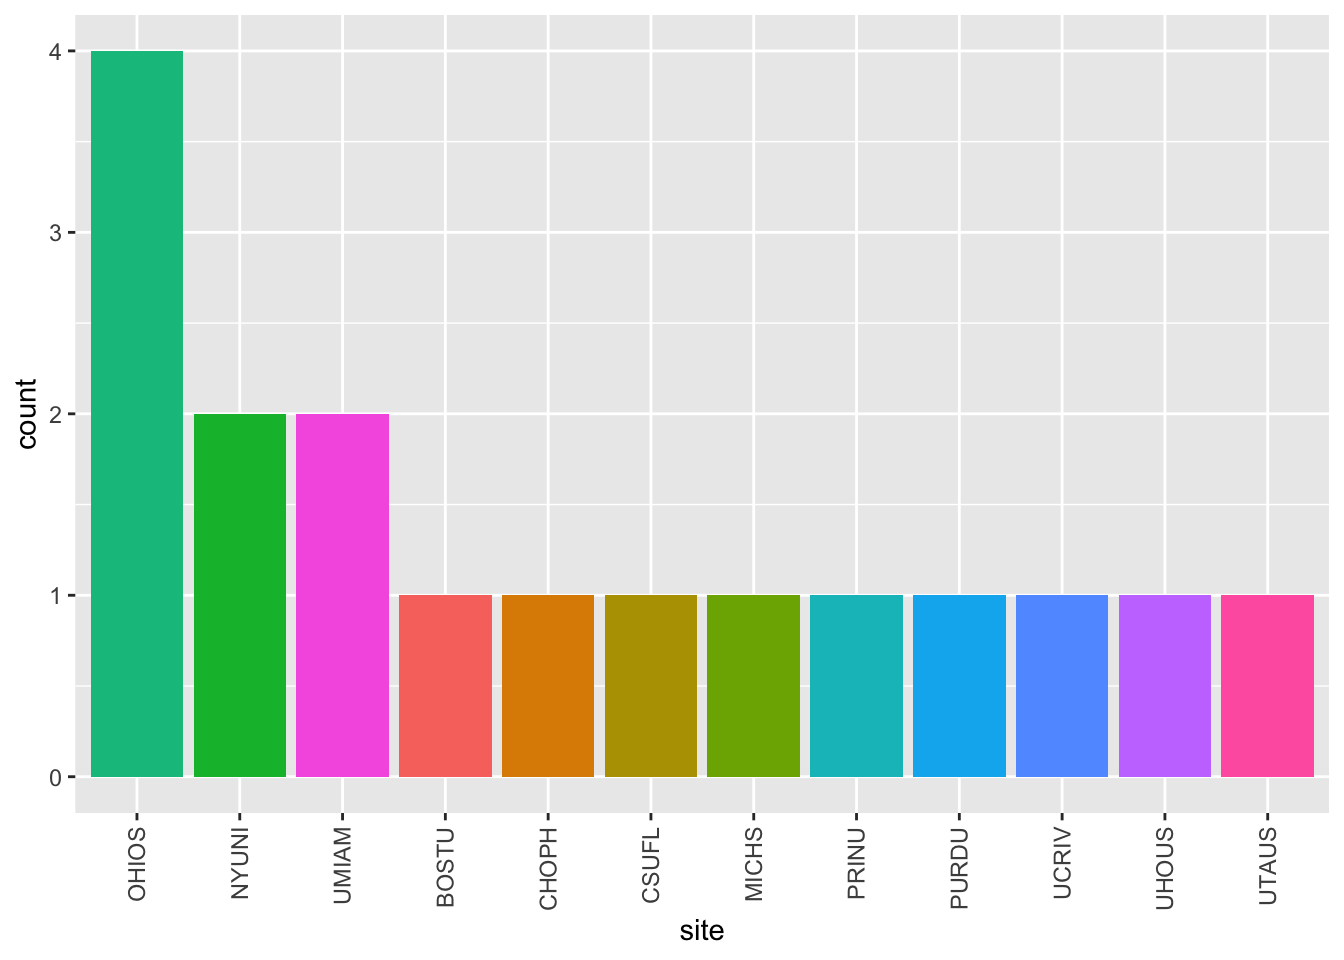 4
3
2
1
0
count
OHIOS
NYUNI
UMIAM
BOSTU
CHOPH
CSUFL
MICHS
PRINU
PURDU
UCRIV
UHOUS
UTAUS
site